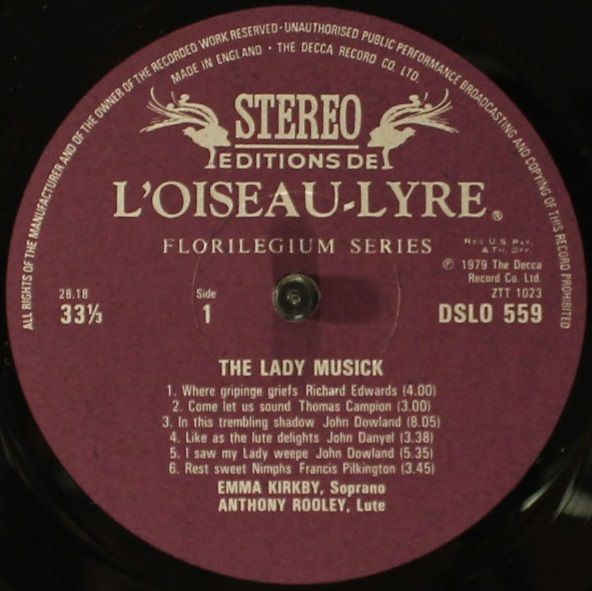 ALL RIGHTS OF THE MANUFACTURER AND OF THE OWNER OF THE RECORDED WORK RESERVED · UNAUTHORISED PUBLIC PERFORMANCE BROADCASTING AND COPYING OF THIS RECORD PROHIBITED
MADE IN ENGLAND · THE DECCA RECORD CO. LTD.
STEREO
EDITIONS DE
L'OISEAU-LYRE®
FLORILEGIUM SERIES
REG U.S. PAT. & TM. OFF.
℗ 1979 The Decca
Record Co. Ltd.
28.18
Side
ZTT 1023
33⅓
1
DSLO 559
THE LADY MUSICK
1. Where gripinge griefs Richard Edwards (4.00)
2. Come let us sound Thomas Campion (3.00)
3. In this trembling shadow John Dowland (8.05)
4. Like as the lute delights John Danyel (3.38)
5. I saw my Lady weepe John Dowland (5.35)
6. Rest sweet Nimphs Francis Pilkington (3.45)
EMMA KIRKBY, Soprano
ANTHONY ROOLEY, Lute